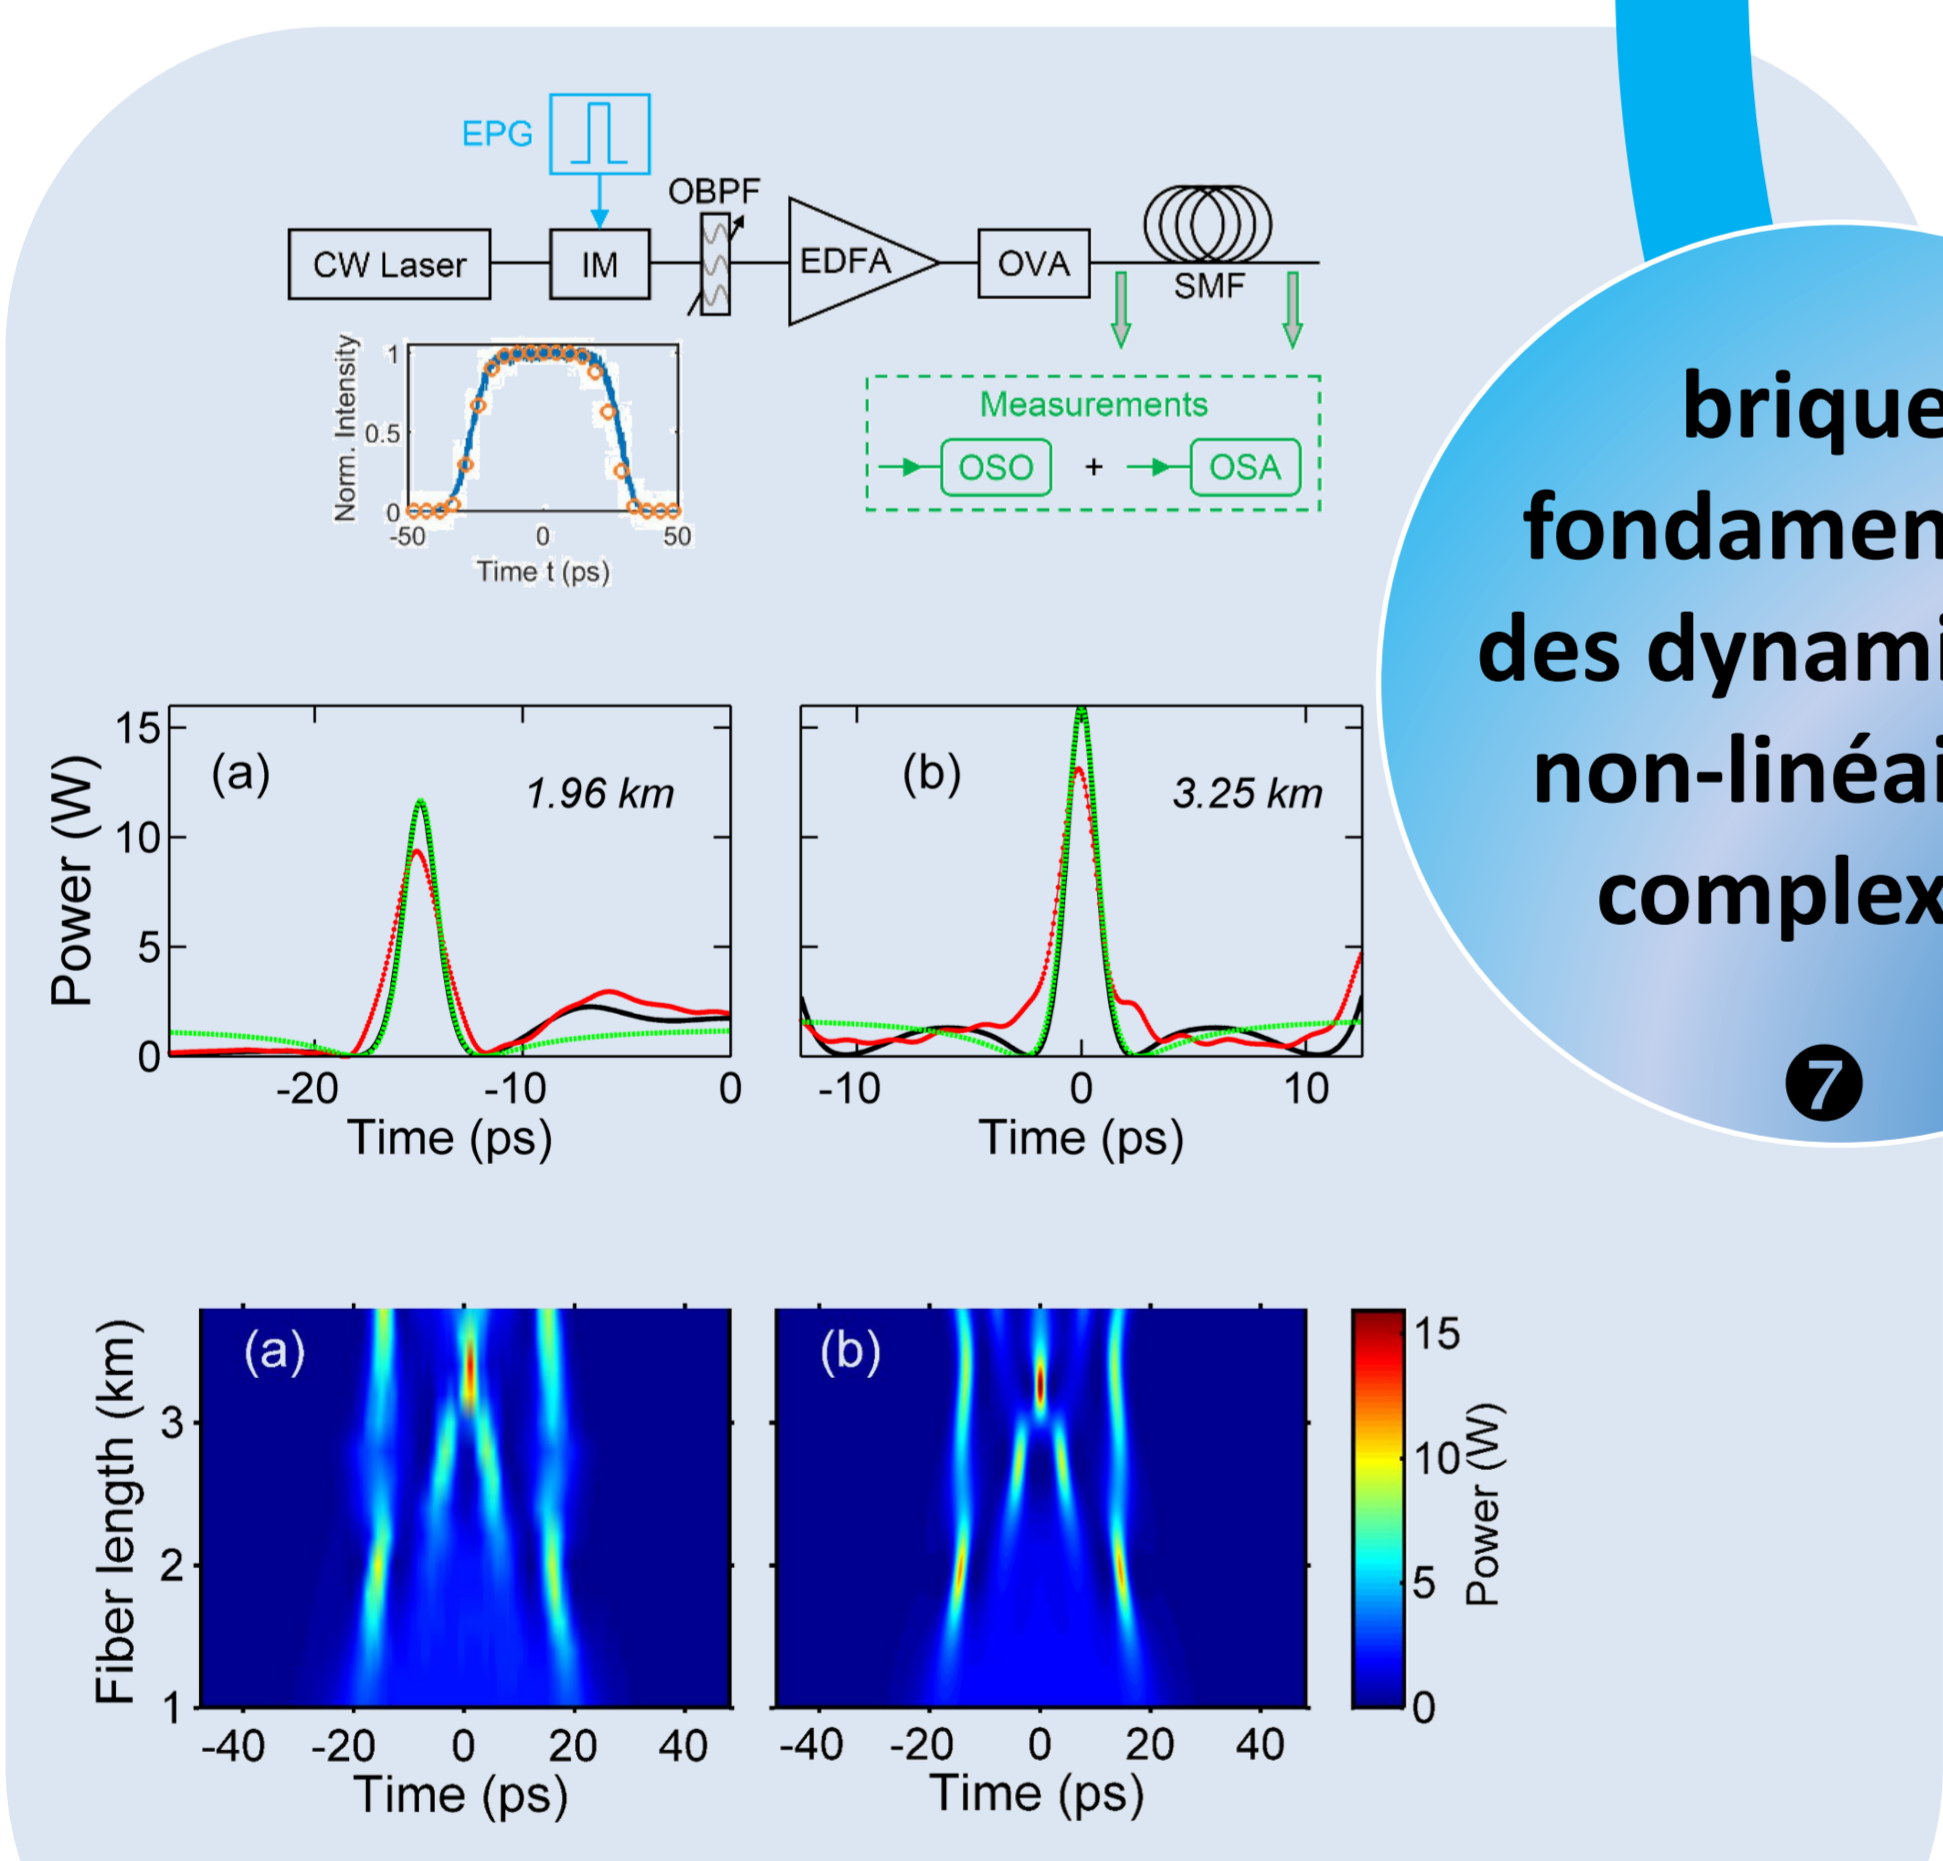 EPG
OBPF
CW Laser
IM
EDFA
OVA
SMF
Norm. Intensity
1
0.5
0
-50
0
50
Time t (ps)
Measurements
OSO
+
OSA
brique
fondamen
des dynami
non-linéai
complex
7
Power (W)
15
10
5
0
(a)
1.96 km
-20
-10
0
Time (ps)
(b)
3.25 km
-10
0
10
Time (ps)
Fiber length (km)
3
2
1
(a)
-40
-20
0
20
40
Time (ps)
(b)
-40
-20
0
20
40
Time (ps)
15
10
5
0
Power (W)